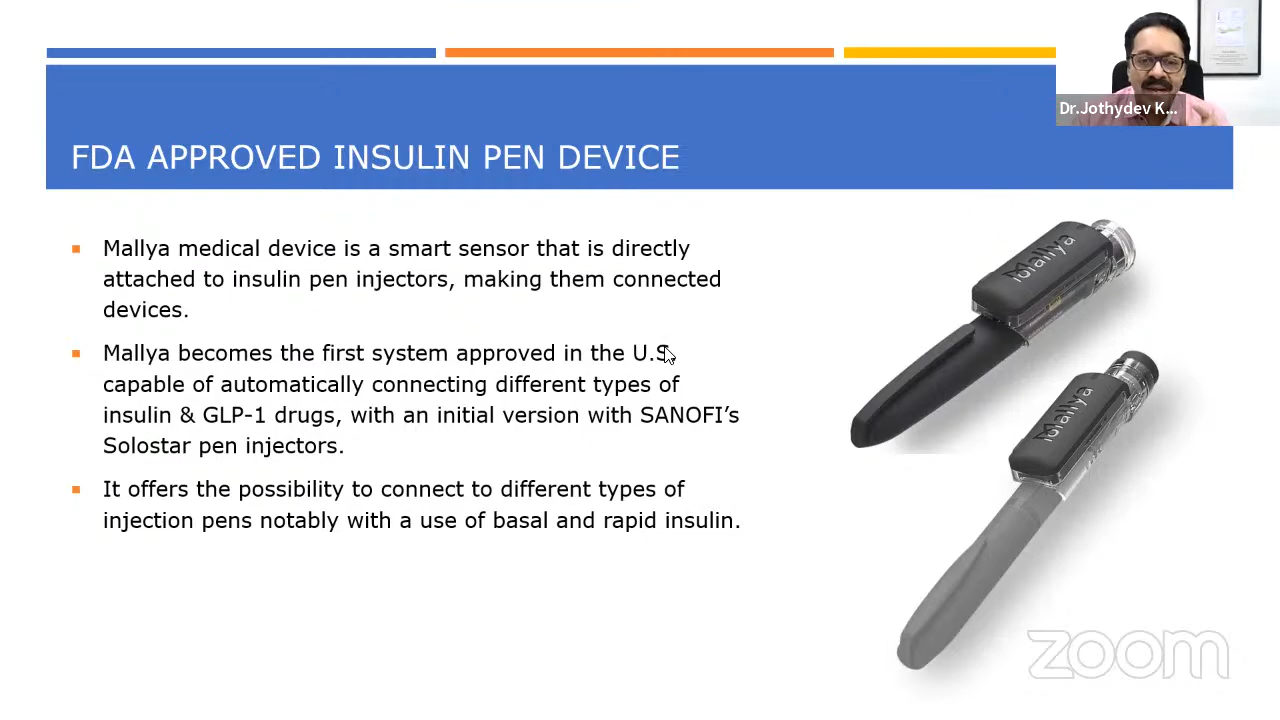 Dr.Jothydev K...
FDA APPROVED INSULIN PEN DEVICE
Mallya medical device is a smart sensor that is directly
attached to insulin pen injectors, making them connected
devices.
Mallya becomes the first system approved in the U.S
capable of automatically connecting different types of
insulin & GLP-1 drugs, with an initial version with SANOFI's
Solostar pen injectors.
It offers the possibility to connect to different types of
injection pens notably with a use of basal and rapid insulin.
Mallya
Mallya
zoom